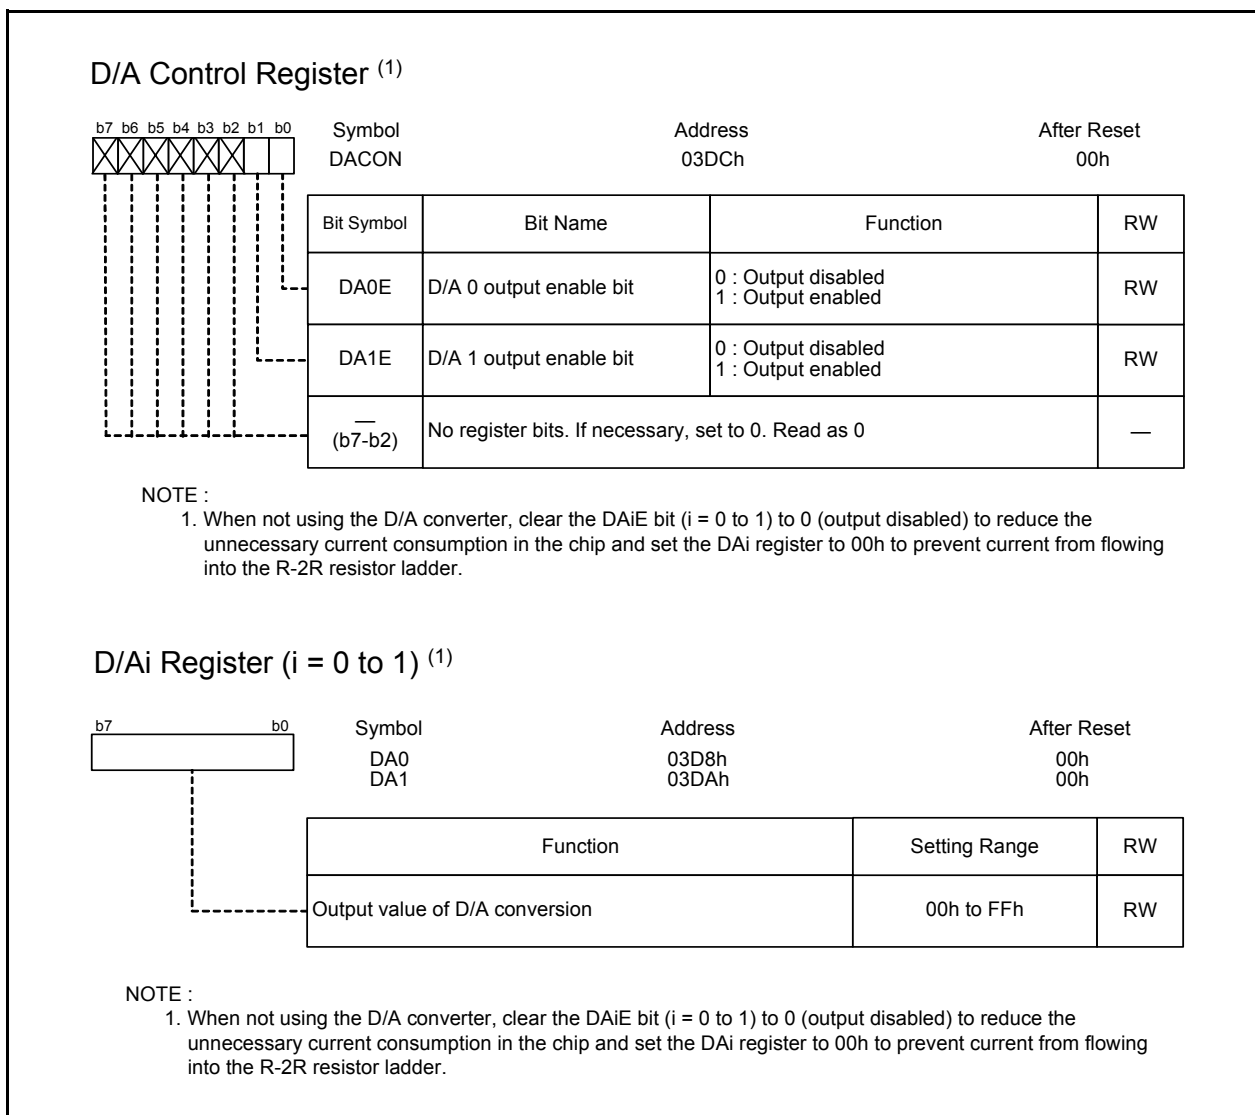 D/A Control Register (1)
b7 b6 b5 b4 b3 b2 b1 b0
Symbol Address After Reset
DACON 03DCh 00h
Bit Symbol Bit Name Function RW
DA0E D/A 0 output enable bit 0 : Output disabled
1 : Output enabled RW
DA1E D/A 1 output enable bit 0 : Output disabled
1 : Output enabled RW
—
(b7-b2) No register bits. If necessary, set to 0. Read as 0 —
NOTE :
1. When not using the D/A converter, clear the DAiE bit (i = 0 to 1) to 0 (output disabled) to reduce the
unnecessary current consumption in the chip and set the DAi register to 00h to prevent current from flowing
into the R-2R resistor ladder.
D/Ai Register (i = 0 to 1) (1)
b7 b0
Symbol Address After Reset
DA0 03D8h 00h
DA1 03DAh 00h
Function Setting Range RW
Output value of D/A conversion 00h to FFh RW
NOTE :
1. When not using the D/A converter, clear the DAiE bit (i = 0 to 1) to 0 (output disabled) to reduce the
unnecessary current consumption in the chip and set the DAi register to 00h to prevent current from flowing
into the R-2R resistor ladder.